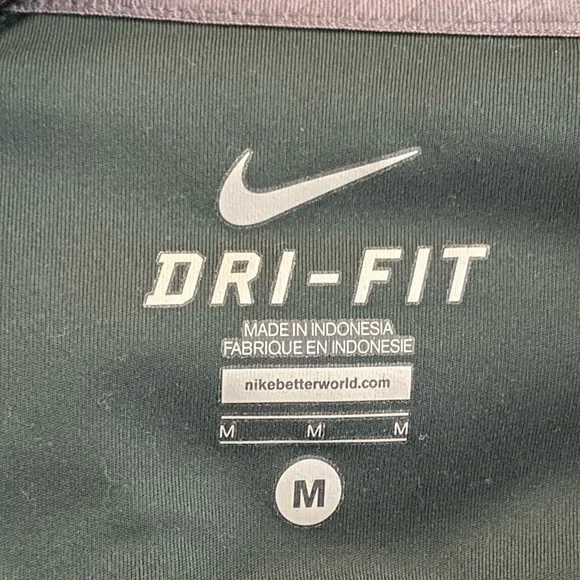 DRI-FIT
MADE IN INDONESIA
FABRIQUE EN INDONESIE
nikebetterworld.com
M M M
M